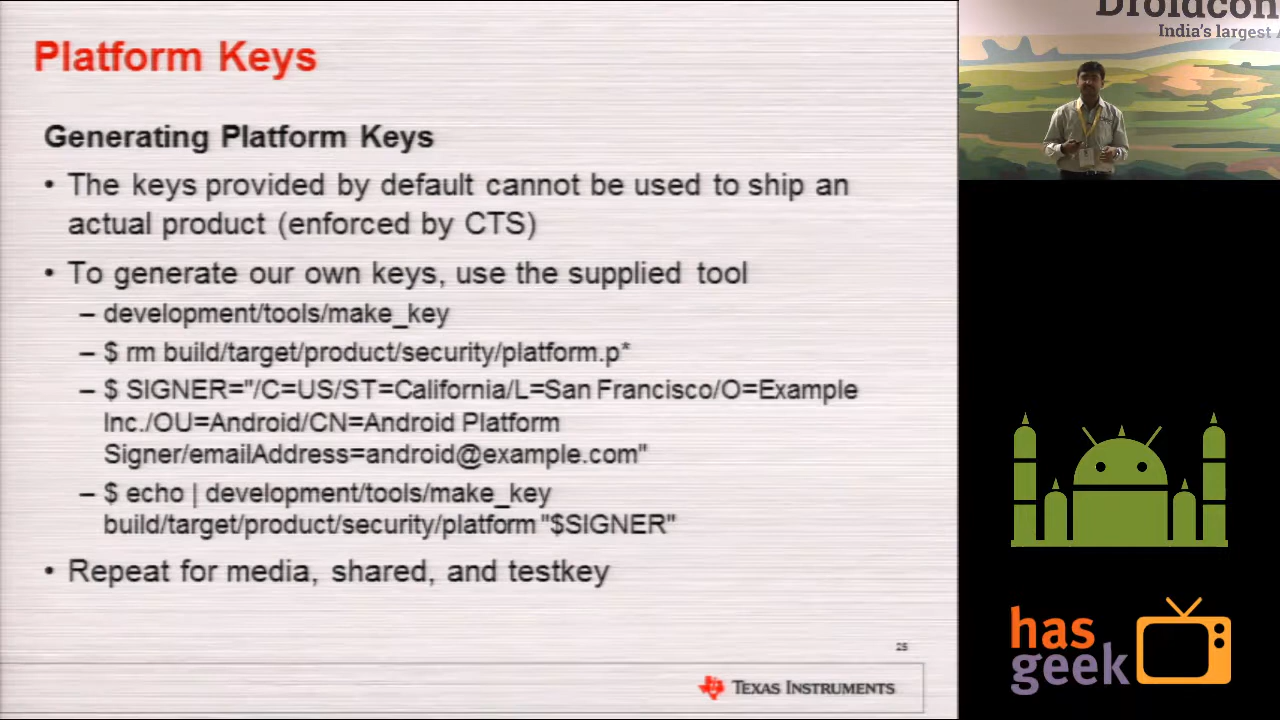 Platform Keys
Generating Platform Keys
• The keys provided by default cannot be used to ship an
actual product (enforced by CTS)
• To generate our own keys, use the supplied tool
– development/tools/make_key
– $ rm build/target/product/security/platform.p*
– $ SIGNER="/C=US/ST=California/L=San Francisco/O=Example
Inc./OU=Android/CN=Android Platform
Signer/emailAddress=android@example.com"
– $ echo | development/tools/make_key
build/target/product/security/platform "$SIGNER"
• Repeat for media, shared, and testkey
25
TEXAS INSTRUMENTS
Droidcon
India's largest
has
geek